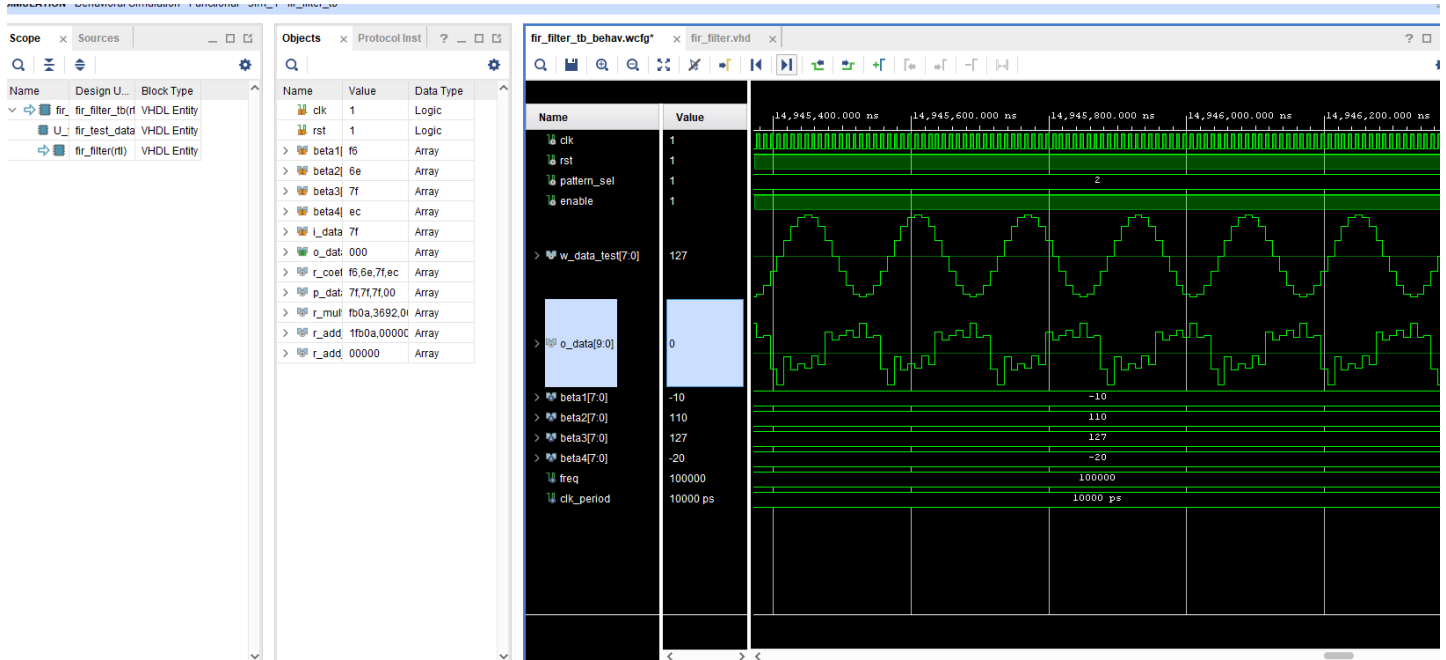 SIMULATION - Behavioral Simulation - Functional - sim_1 - fir_filter_tb
Scope × Sources
Name Design U... Block Type
fir_ fir_filter_tb(rt VHDL Entity
U_ fir_test_data VHDL Entity
fir_filter(rtl) VHDL Entity
Objects × Protocol Inst ?
Name Value Data Type
clk 1 Logic
rst 1 Logic
beta1[ f6 Array
beta2[ 6e Array
beta3[ 7f Array
beta4[ ec Array
i_data 7f Array
o_dat 000 Array
r_coef f6,6e,7f,ec Array
p_dat 7f,7f,7f,00 Array
r_mul fb0a,3692,0 Array
r_add_ 1fb0a,0000 Array
r_add_ 00000 Array
fir_filter_tb_behav.wcfg* × fir_filter.vhd × ?
Name Value
14,945,400.000 ns 14,945,600.000 ns 14,945,800.000 ns 14,946,000.000 ns 14,946,200.000 ns
clk 1
rst 1
pattern_sel 1 2
enable 1
w_data_test[7:0] 127
o_data[9:0] 0
beta1[7:0] -10 -10
beta2[7:0] 110 110
beta3[7:0] 127 127
beta4[7:0] -20 -20
freq 100000 100000
clk_period 10000 ps 10000 ps